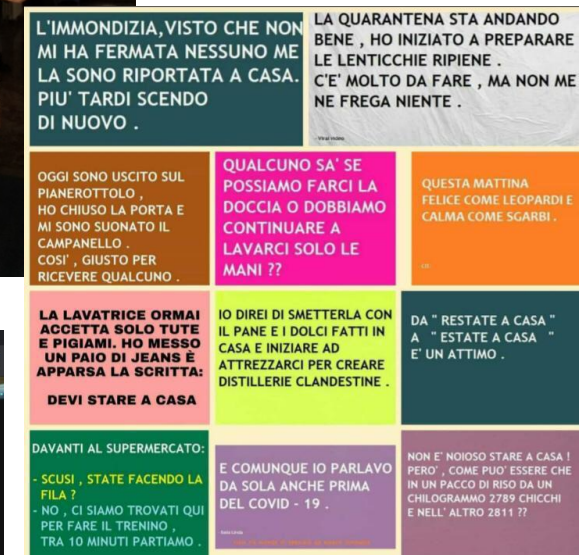 L'IMMONDIZIA,VISTO CHE NON
MI HA FERMATA NESSUNO ME
LA SONO RIPORTATA A CASA.
PIU' TARDI SCENDO
DI NUOVO .
LA QUARANTENA STA ANDANDO
BENE , HO INIZIATO A PREPARARE
LE LENTICCHIE RIPIENE .
C'E' MOLTO DA FARE , MA NON ME
NE FREGA NIENTE .
OGGI SONO USCITO SUL
PIANEROTTOLO ,
HO CHIUSO LA PORTA E
MI SONO SUONATO IL
CAMPANELLO .
COSI' , GIUSTO PER
RICEVERE QUALCUNO .
QUALCUNO SA' SE
POSSIAMO FARCI LA
DOCCIA O DOBBIAMO
CONTINUARE A
LAVARCI SOLO LE
MANI ??
QUESTA MATTINA
FELICE COME LEOPARDI E
CALMA COME SGARBI .
LA LAVATRICE ORMAI
ACCETTA SOLO TUTE
E PIGIAMI. HO MESSO
UN PAIO DI JEANS È
APPARSA LA SCRITTA:
DEVI STARE A CASA
IO DIREI DI SMETTERLA CON
IL PANE E I DOLCI FATTI IN
CASA E INIZIARE AD
ATTREZZARCI PER CREARE
DISTILLERIE CLANDESTINE .
DA " RESTATE A CASA "
A " ESTATE A CASA "
E' UN ATTIMO .
DAVANTI AL SUPERMERCATO:
- SCUSI , STATE FACENDO LA
FILA ?
- NO , CI SIAMO TROVATI QUI
PER FARE IL TRENINO ,
TRA 10 MINUTI PARTIAMO .
E COMUNQUE IO PARLAVO
DA SOLA ANCHE PRIMA
DEL COVID - 19 .
NON E' NOIOSO STARE A CASA !
PERO' , COME PUO' ESSERE CHE
IN UN PACCO DI RISO DA UN
CHILOGRAMMO 2789 CHICCHI
E NELL' ALTRO 2811 ??